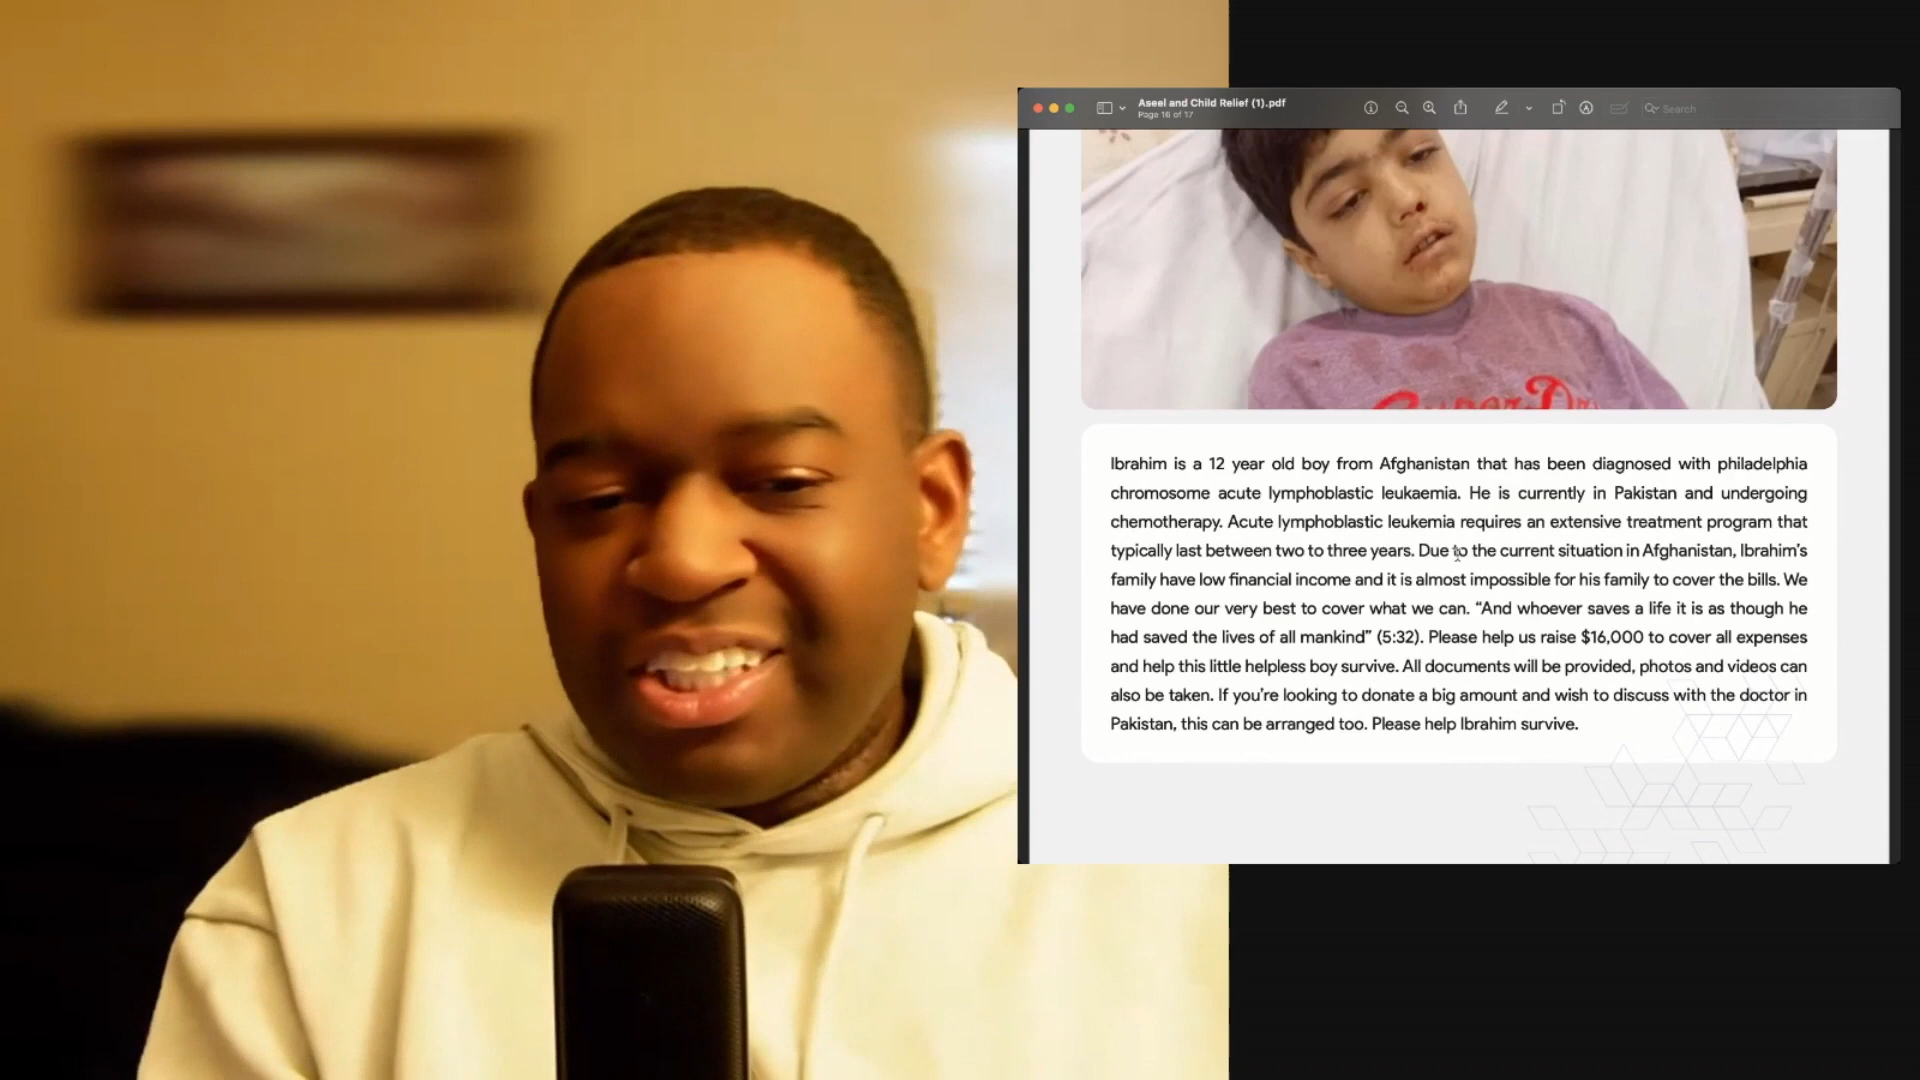 Aseel and Child Relief (1).pdf
Page 16 of 17
Search
Ibrahim is a 12 year old boy from Afghanistan that has been diagnosed with philadelphia
chromosome acute lymphoblastic leukaemia. He is currently in Pakistan and undergoing
chemotherapy. Acute lymphoblastic leukemia requires an extensive treatment program that
typically last between two to three years. Due to the current situation in Afghanistan, Ibrahim's
family have low financial income and it is almost impossible for his family to cover the bills. We
have done our very best to cover what we can. “And whoever saves a life it is as though he
had saved the lives of all mankind” (5:32). Please help us raise $16,000 to cover all expenses
and help this little helpless boy survive. All documents will be provided, photos and videos can
also be taken. If you're looking to donate a big amount and wish to discuss with the doctor in
Pakistan, this can be arranged too. Please help Ibrahim survive.